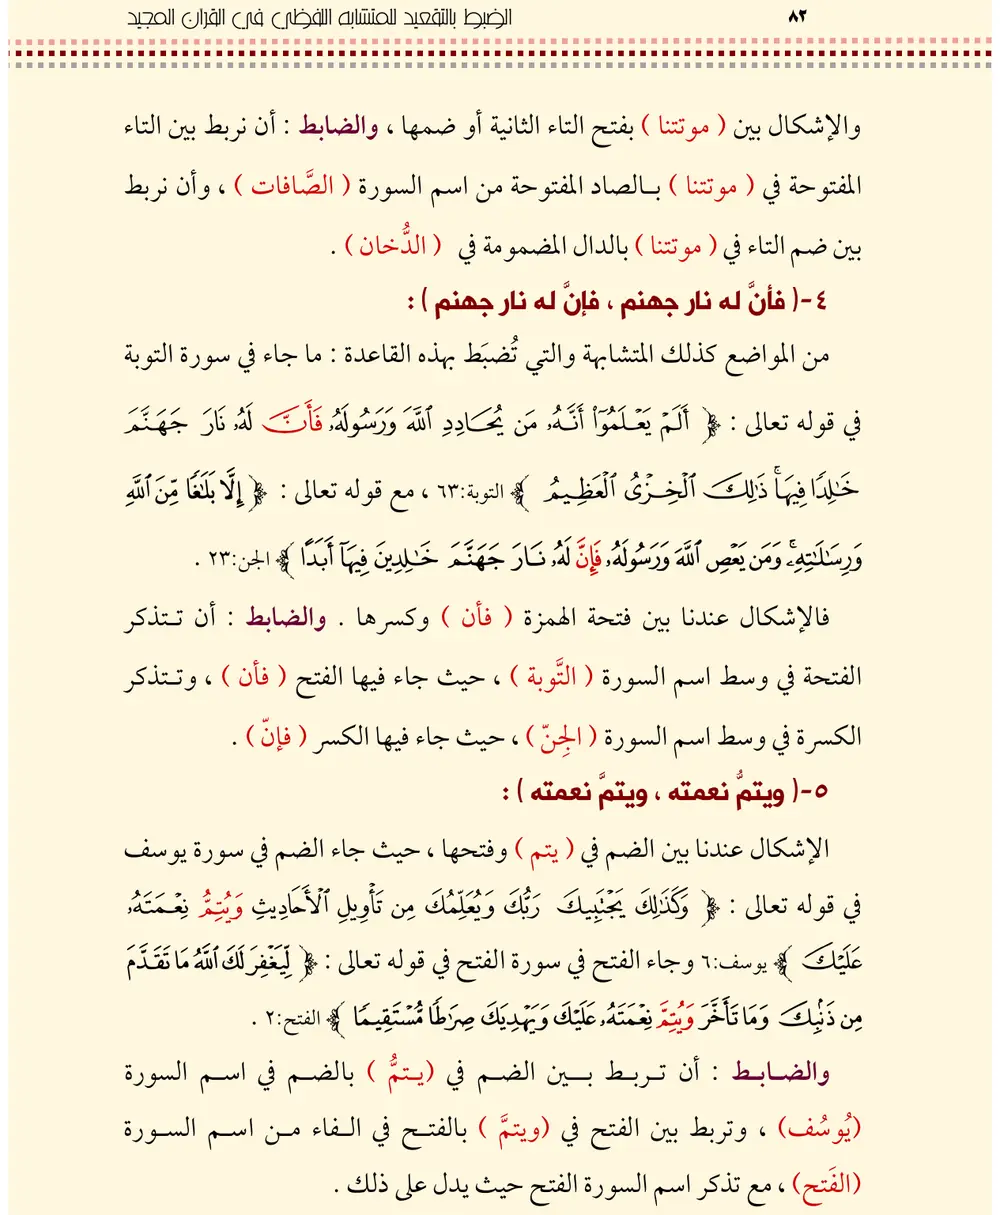 ٨٢ الضبط بالتقعيد للمتشابه اللفظي في القرآن المجيد
والإشكال بين ( موتتنا ) بفتح التاء الثانية أو ضمها ، والضابط : أن نربط بين التاء
المفتوحة في ( موتتنا ) بالصاد المفتوحة من اسم السورة ( الصَّافات ) ، وأن نربط
بين ضم التاء في ( موتتنا ) بالدال المضمومة في ( الدُّخان ) .
٤-( فأنَّ له نار جهنم ، فإنَّ له نار جهنم ) :
من المواضع كذلك المتشابهة والتي تُضبَط بهذه القاعدة : ما جاء في سورة التوبة
في قوله تعالى : ﴿ أَلَمْ يَعْلَمُوٓا۟ أَنَّهُۥ مَن يُحَادِدِ ٱللَّهَ وَرَسُولَهُۥ فَأَنَّ لَهُۥ نَارَ جَهَنَّمَ
خَـٰلِدًا فِيهَا ۚ ذَٰلِكَ ٱلْخِزْىُ ٱلْعَظِيمُ ﴾ التوبة:٦٣ ، مع قوله تعالى : ﴿ إِلَّا بَلَـٰغًا مِّنَ ٱللَّهِ
وَرِسَـٰلَـٰتِهِۦ ۚ وَمَن يَعْصِ ٱللَّهَ وَرَسُولَهُۥ فَإِنَّ لَهُۥ نَارَ جَهَنَّمَ خَـٰلِدِينَ فِيهَآ أَبَدًا ﴾ الجن:٢٣ .
فالإشكال عندنا بين فتحة الهمزة ( فأن ) وكسرها . والضابط : أن تتذكر
الفتحة في وسط اسم السورة ( التَّوبة ) ، حيث جاء فيها الفتح ( فأن ) ، وتتذكر
الكسرة في وسط اسم السورة ( الجِنّ ) ، حيث جاء فيها الكسر ( فإنّ ) .
٥-( ويتمُّ نعمته ، ويتمَّ نعمته ) :
الإشكال عندنا بين الضم في ( يتم ) وفتحها ، حيث جاء الضم في سورة يوسف
في قوله تعالى : ﴿ وَكَذَٰلِكَ يَجْتَبِيكَ رَبُّكَ وَيُعَلِّمُكَ مِن تَأْوِيلِ ٱلْأَحَادِيثِ وَيُتِمُّ نِعْمَتَهُۥ
عَلَيْكَ ﴾ يوسف:٦ وجاء الفتح في سورة الفتح في قوله تعالى : ﴿ لِّيَغْفِرَ لَكَ ٱللَّهُ مَا تَقَدَّمَ
مِن ذَنۢبِكَ وَمَا تَأَخَّرَ وَيُتِمَّ نِعْمَتَهُۥ عَلَيْكَ وَيَهْدِيَكَ صِرَٰطًا مُّسْتَقِيمًا ﴾ الفتح:٢ .
والضابط : أن تربط بين الضم في (يتمُّ ) بالضم في اسم السورة
(يُوسُف) ، وتربط بين الفتح في (ويتمَّ ) بالفتح في الفاء من اسم السورة
(الفَتح) ، مع تذكر اسم السورة الفتح حيث يدل على ذلك .